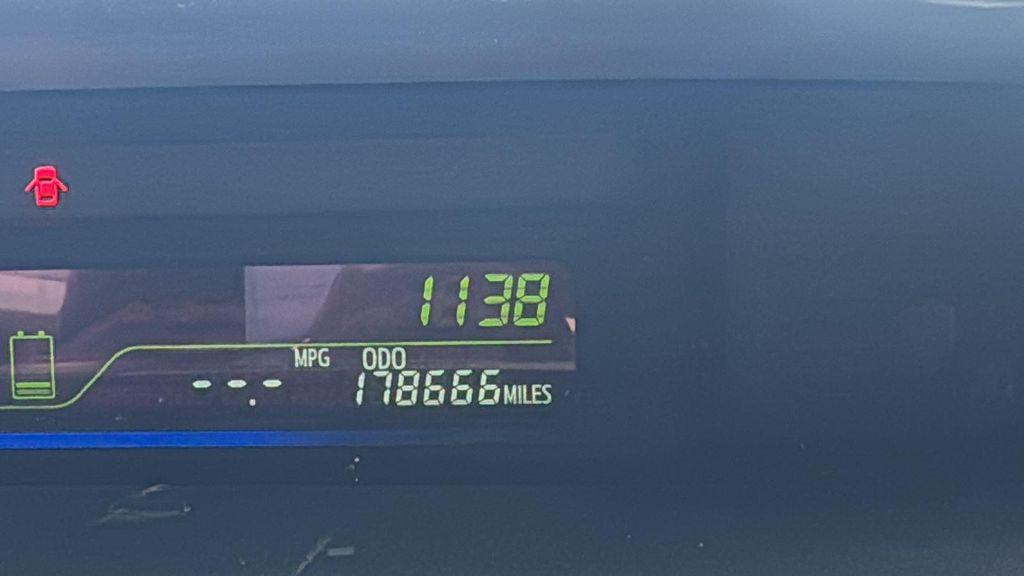 1138
MPG ODO
--.- 178666 MILES